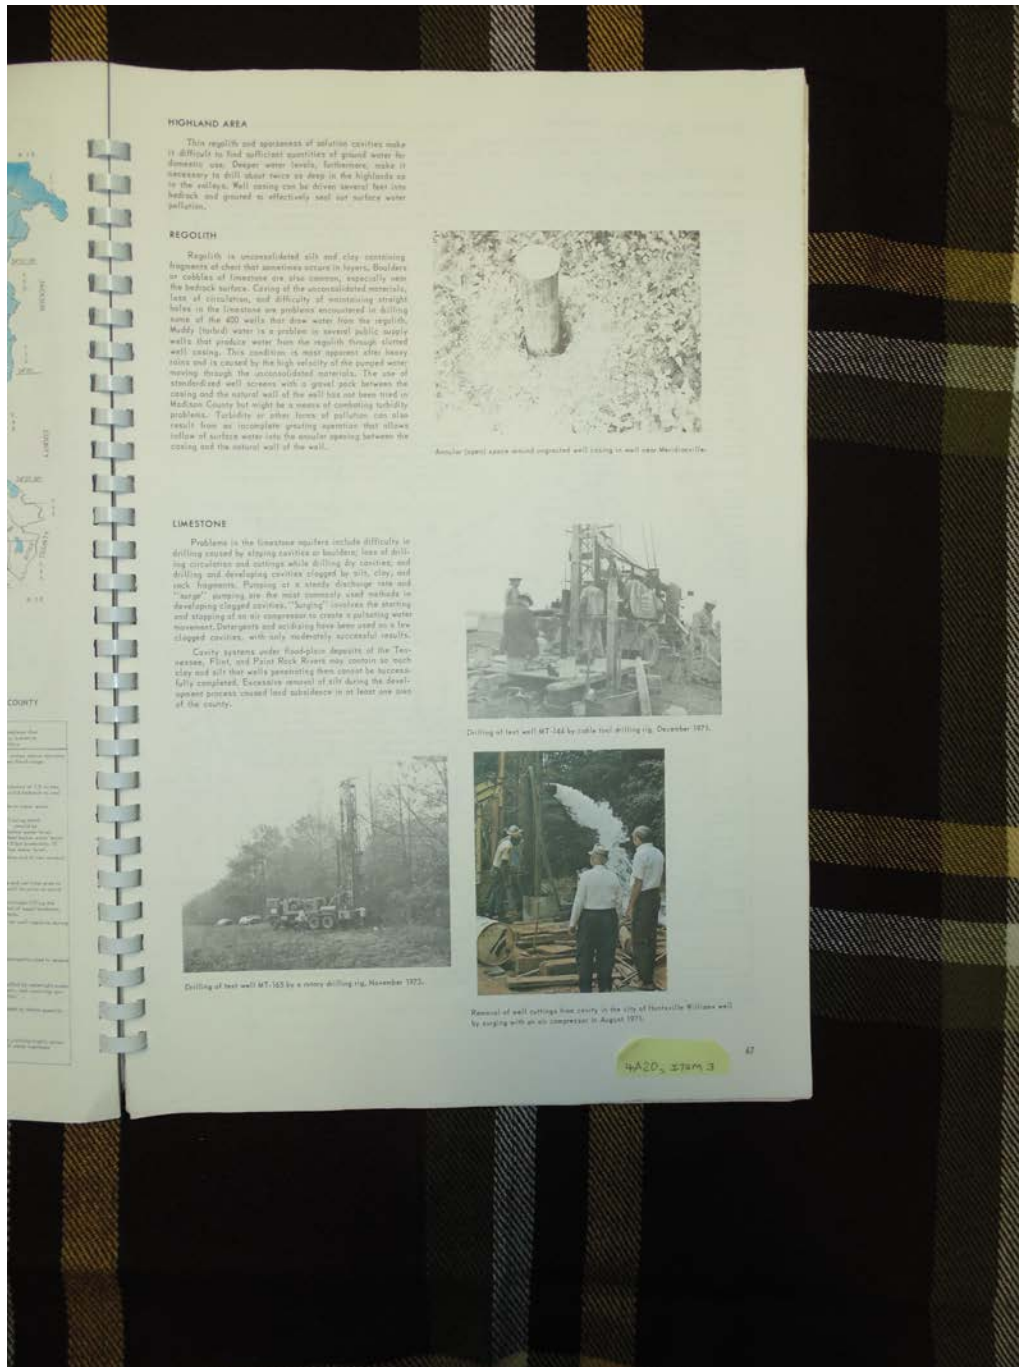 HIGHLAND AREA
Thin regolith and sparseness of solution cavities make
it difficult to find sufficient quantities of ground water for
domestic use. Deeper water levels, furthermore, make it
necessary to drill about twice as deep in the highlands as
in the valleys. Well casing can be driven several feet into
bedrock and grouted to effectively seal out surface water
pollution.
REGOLITH
Regolith is unconsolidated silt and clay containing
fragments of chert that sometimes occurs in layers. Boulders
or cobbles of limestone are also common, especially near
the bedrock surface. Caving of the unconsolidated materials,
loss of circulation, and difficulty of maintaining straight
holes in the limestone are problems encountered in drilling
some of the 400 wells that draw water from the regolith.
Muddy (turbid) water is a problem in several public supply
wells that produce water from the regolith through slotted
well casing. This condition is most apparent after heavy
rains and is caused by the high velocity of the pumped water
moving through the unconsolidated materials. The use of
standardized well screens with a gravel pack between the
casing and the natural wall of the well has not been tried in
Madison County but might be a means of combating turbidity
problems. Turbidity or other forms of pollution can also
result from an incomplete grouting operation that allows
inflow of surface water into the annular opening between the
casing and the natural wall of the well.
Annular (open) space around ungrouted well casing in well near Meridianville.
LIMESTONE
Problems in the limestone aquifers include difficulty in
drilling caused by sloping cavities or boulders; loss of drill-
ing circulation and cuttings while drilling dry cavities; and
drilling and developing cavities clogged by silt, clay, and
rock fragments. Pumping at a steady discharge rate and
"surge" pumping are the most commonly used methods in
developing clogged cavities. "Surging" involves the starting
and stopping of an air compressor to create a pulsating water
movement. Detergents and acidizing have been used on a few
clogged cavities, with only moderately successful results.
Cavity systems under flood-plain deposits of the Ten-
nessee, Flint, and Paint Rock Rivers may contain so much
clay and silt that wells penetrating them cannot be success-
fully completed. Excessive removal of silt during the devel-
opment process caused land subsidence in at least one area
of the county.
Drilling of test well MT-166 by cable tool drilling rig, December 1971.
Drilling of test well MT-165 by a rotary drilling rig, November 1972.
Removal of well cuttings from cavity in the city of Huntsville Williams well
by surging with an air compressor in August 1971.
67
4A20, ITEM 3
JACKSON
COUNTY
COUNTY